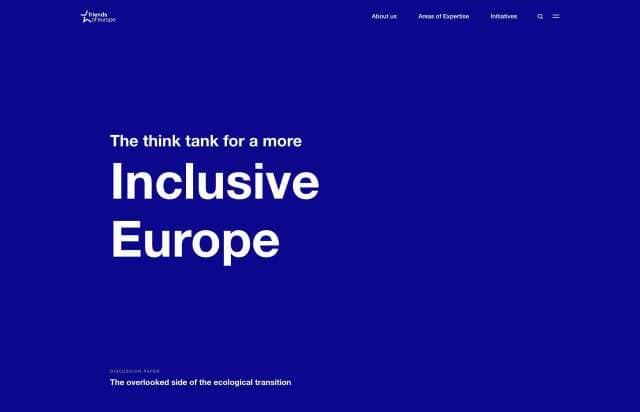 friends
of europe
About us
Areas of Expertise
Initiatives
The think tank for a more
Inclusive
Europe
DISCUSSION PAPER
The overlooked side of the ecological transition